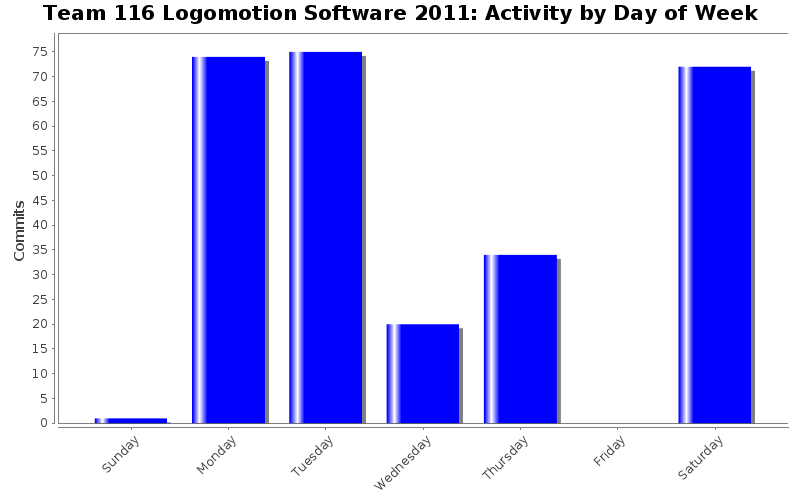 Team 116 Logomotion Software 2011: Activity by Day of Week
75
70
65
60
55
50
45
40
35
30
25
20
15
10
5
0
Commits
Sunday
Monday
Tuesday
Wednesday
Thursday
Friday
Saturday